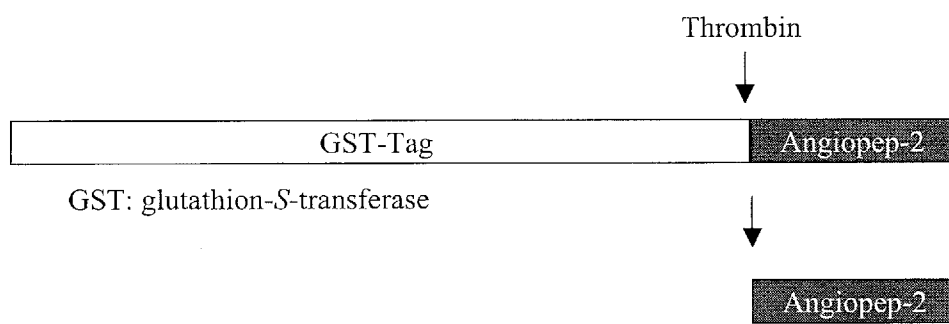 Thrombin
GST-Tag
Angiopep-2
GST: glutathion-S-transferase
Angiopep-2